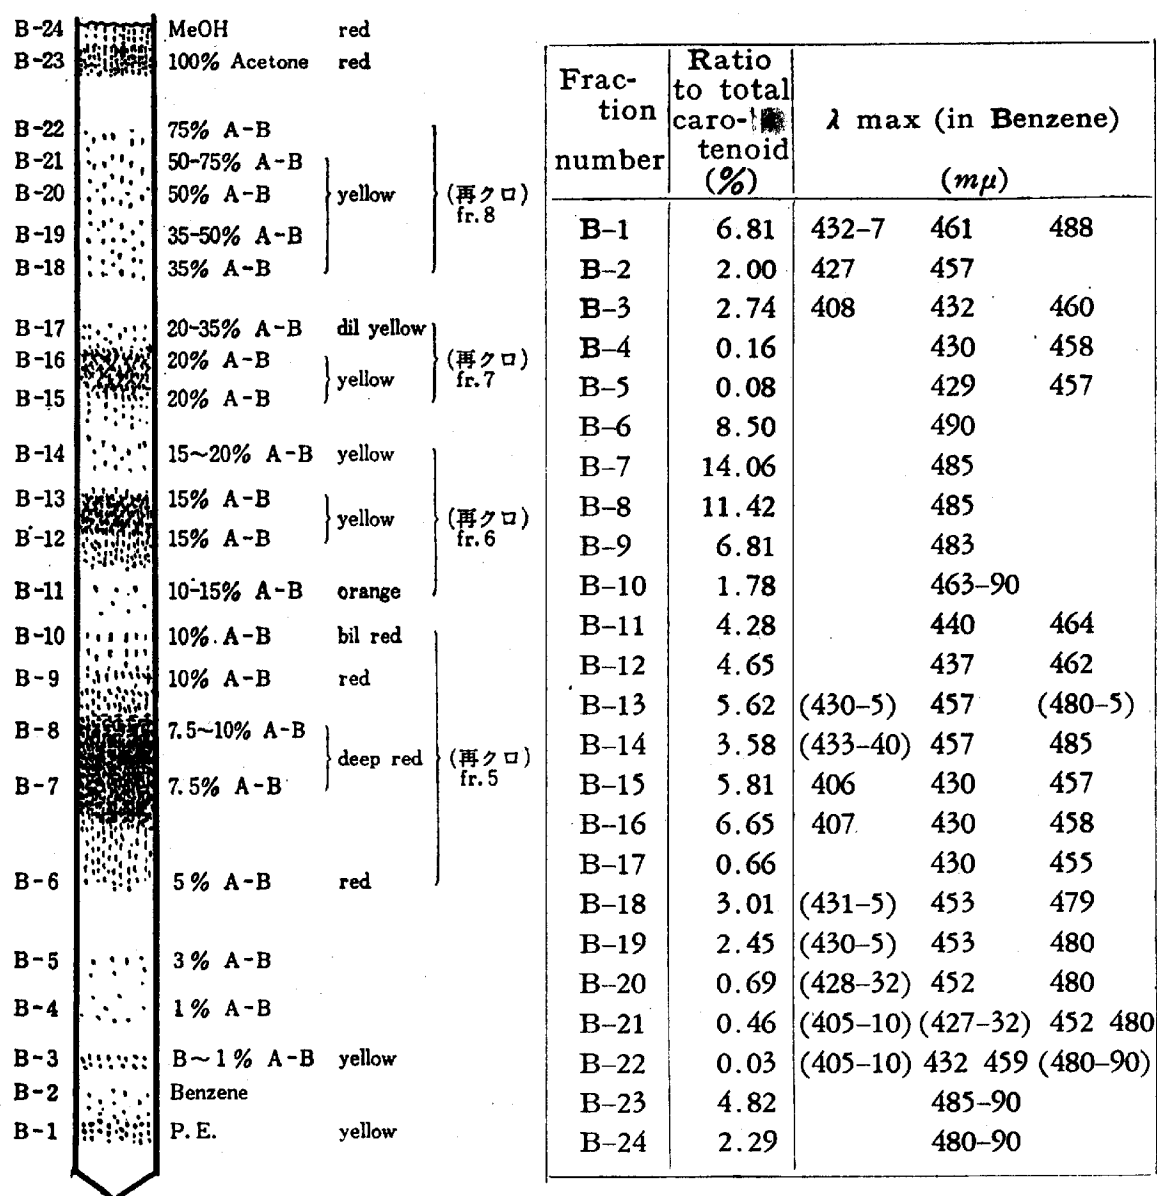 B-24 MeOH red
B-23 100% Acetone red
B-22 75% A-B
B-21 50-75% A-B
B-20 50% A-B yellow (再クロ)
fr.8
B-19 35-50% A-B
B-18 35% A-B
B-17 20-35% A-B dil yellow
B-16 20% A-B (再クロ)
yellow fr.7
B-15 20% A-B
B-14 15~20% A-B yellow
B-13 15% A-B
yellow (再クロ)
B-12 15% A-B fr.6
B-11 10-15% A-B orange
B-10 10% A-B bil red
B-9 10% A-B red
B-8 7.5~10% A-B
deep red (再クロ)
B-7 7.5% A-B fr.5
B-6 5% A-B red
B-5 3% A-B
B-4 1% A-B
B-3 B~1% A-B yellow
B-2 Benzene
B-1 P.E. yellow
Frac-
tion
number
Ratio
to total
caro-
tenoid
(%)
λ max (in Benzene)
(mμ)
B-1 6.81 432-7 461 488
B-2 2.00 427 457
B-3 2.74 408 432 460
B-4 0.16 430 458
B-5 0.08 429 457
B-6 8.50 490
B-7 14.06 485
B-8 11.42 485
B-9 6.81 483
B-10 1.78 463-90
B-11 4.28 440 464
B-12 4.65 437 462
B-13 5.62 (430-5) 457 (480-5)
B-14 3.58 (433-40) 457 485
B-15 5.81 406 430 457
B-16 6.65 407 430 458
B-17 0.66 430 455
B-18 3.01 (431-5) 453 479
B-19 2.45 (430-5) 453 480
B-20 0.69 (428-32) 452 480
B-21 0.46 (405-10) (427-32) 452 480
B-22 0.03 (405-10) 432 459 (480-90)
B-23 4.82 485-90
B-24 2.29 480-90